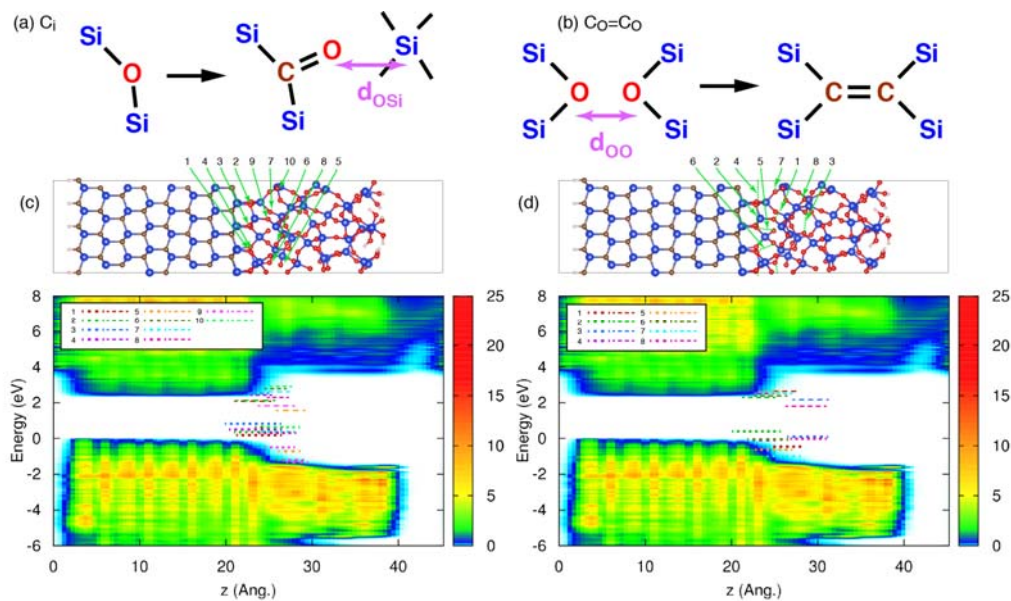 (a) Cᵢ
Si
O
Si
Si
C
O
Si
Si
d_OSi
(b) C_O=C_O
Si
Si
O
O
Si
Si
d_OO
Si
Si
C
C
Si
Si
(c)
1 4 3 2 9 7 10 6 8 5
(d)
6 2 4 5 7 1 8 3
Energy (eV)
8
6
4
2
0
-2
-4
-6
1 5 9
2 6 10
3 7
4 8
0 10 20 30 40
z (Ang.)
25
20
15
10
5
0
Energy (eV)
8
6
4
2
0
-2
-4
-6
1 5
2 6
3 7
4 8
0 10 20 30 40
z (Ang.)
25
20
15
10
5
0